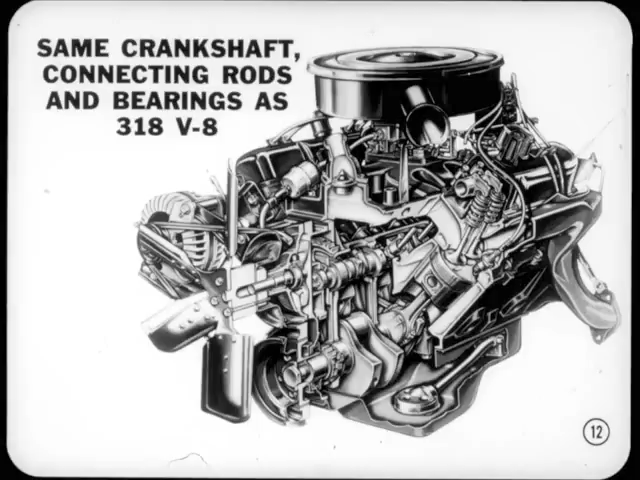 SAME CRANKSHAFT,
CONNECTING RODS
AND BEARINGS AS
318 V-8
12